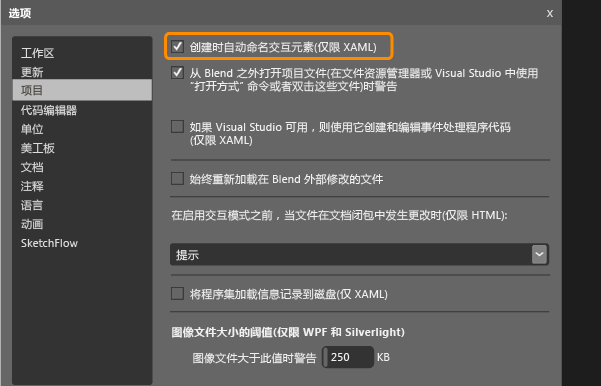 选项
x
工作区
更新
项目
代码编辑器
单位
美工板
文档
注释
语言
动画
SketchFlow
创建时自动命名交互元素(仅限 XAML)
从 Blend 之外打开项目文件(在文件资源管理器或 Visual Studio 中使用
"打开方式" 命令或者双击这些文件)时警告
如果 Visual Studio 可用，则使用它创建和编辑事件处理程序代码
(仅限 XAML)
始终重新加载在 Blend 外部修改的文件
在启用交互模式之前，当文件在文档闭包中发生更改时(仅限 HTML):
提示
将程序集加载信息记录到磁盘(仅 XAML)
图像文件大小的阈值(仅限 WPF 和 Silverlight)
图像文件大于此值时警告 250 KB